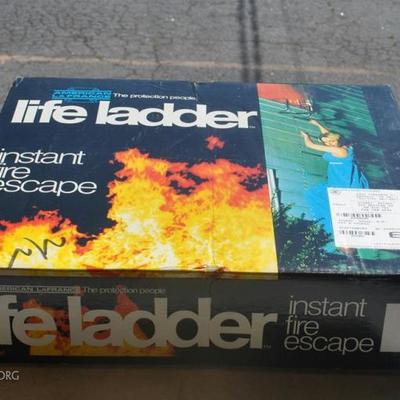 AMERICAN
LAFRANCE The protection people.
life ladder
instant
fire
escape
AMERICAN LAFRANCE The protection people
life ladder
instant
fire
escape
ORG